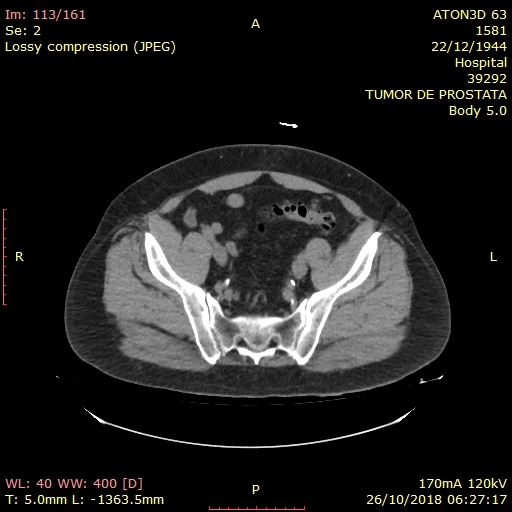 Im: 113/161
Se: 2
Lossy compression (JPEG)
A
ATON3D 63
1581
22/12/1944
Hospital
39292
TUMOR DE PROSTATA
Body 5.0
R
L
WL: 40 WW: 400 [D]
T: 5.0mm L: -1363.5mm
P
170mA 120kV
26/10/2018 06:27:17